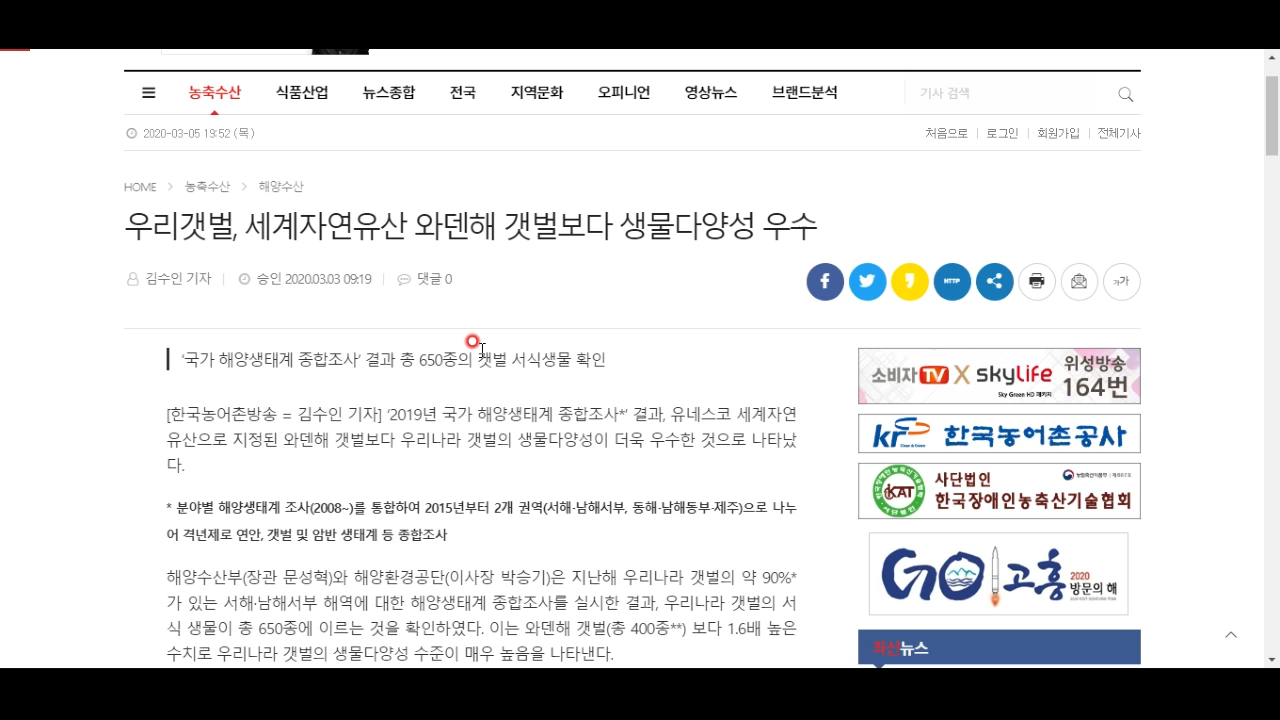 농축수산 식품산업 뉴스종합 전국 지역문화 오피니언 영상뉴스 브랜드분석 기사 검색
2020-03-05 19:52 (목) 처음으로 로그인 회원가입 전체기사
HOME > 농축수산 > 해양수산
우리갯벌, 세계자연유산 와덴해 갯벌보다 생물다양성 우수
김수인 기자 승인 2020.03.03 09:19 댓글 0
HTTP 가가
'국가 해양생태계 종합조사' 결과 총 650종의 갯벌 서식생물 확인
[한국농어촌방송 = 김수인 기자] '2019년 국가 해양생태계 종합조사*' 결과, 유네스코 세계자연
유산으로 지정된 와덴해 갯벌보다 우리나라 갯벌의 생물다양성이 더욱 우수한 것으로 나타났
다.
* 분야별 해양생태계 조사(2008~)를 통합하여 2015년부터 2개 권역(서해·남해서부, 동해·남해동부·제주)으로 나누
어 격년제로 연안, 갯벌 및 암반 생태계 등 종합조사
해양수산부(장관 문성혁)와 해양환경공단(이사장 박승기)은 지난해 우리나라 갯벌의 약 90%*
가 있는 서해·남해서부 해역에 대한 해양생태계 종합조사를 실시한 결과, 우리나라 갯벌의 서
식 생물이 총 650종에 이르는 것을 확인하였다. 이는 와덴해 갯벌(총 400종**) 보다 1.6배 높은
수치로 우리나라 갯벌의 생물다양성 수준이 매우 높음을 나타낸다.
소비자TV X skylife 위성방송
164번
Sky Green HD 패키지
kr 한국농어촌공사
KAT 사단법인
한국장애인농축산기술협회
GO 고흥 2020
방문의 해
최신뉴스